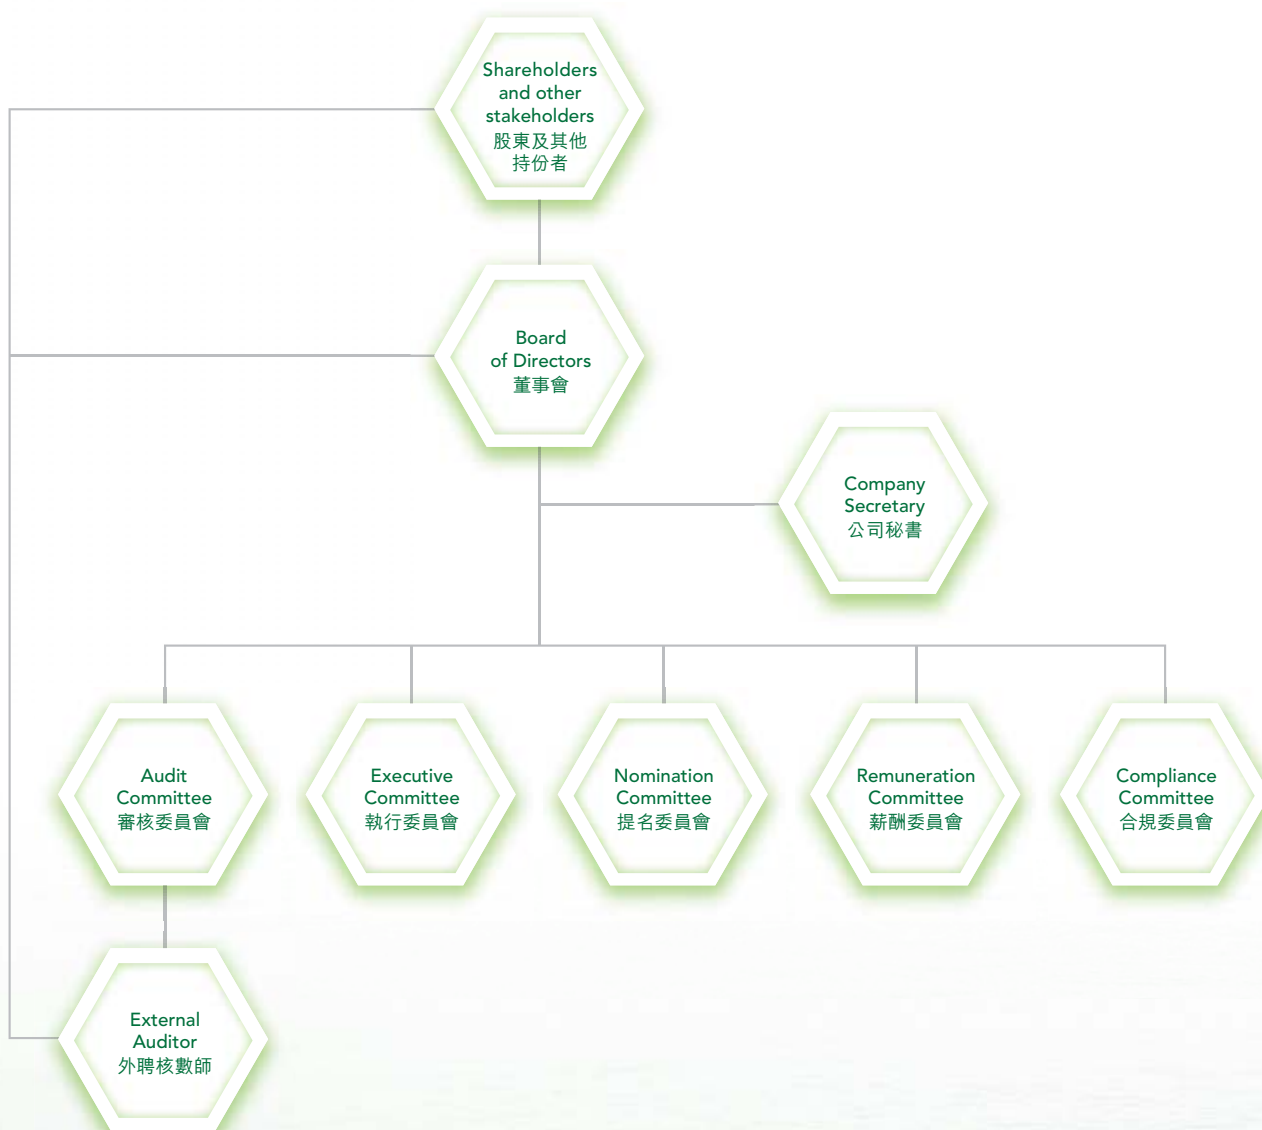 Shareholders
and other
stakeholders
股東及其他
持份者
Board
of Directors
董事會
Company
Secretary
公司秘書
Audit
Committee
審核委員會
Executive
Committee
執行委員會
Nomination
Committee
提名委員會
Remuneration
Committee
薪酬委員會
Compliance
Committee
合規委員會
External
Auditor
外聘核數師